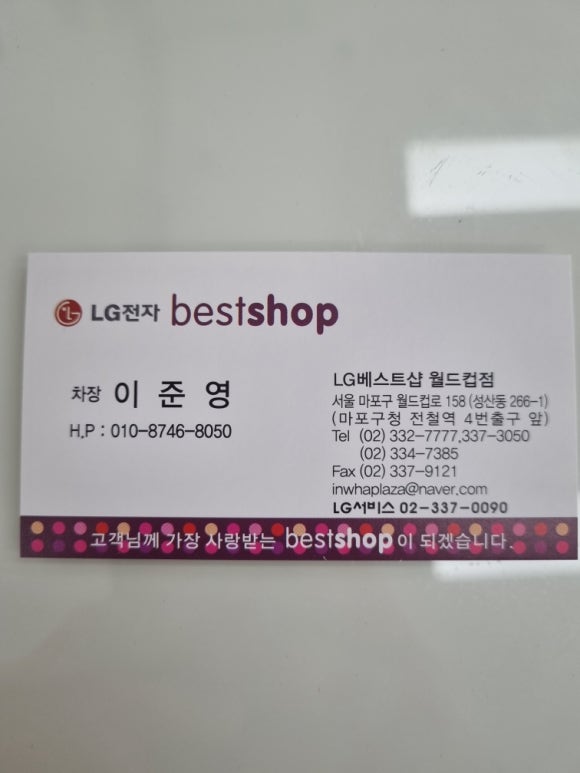 LG전자 bestshop
차장 이 준 영
H.P : 010-8746-8050
LG베스트샵 월드컵점
서울 마포구 월드컵로 158 (성산동 266-1)
(마포구청 전철역 4번출구 앞)
Tel (02) 332-7777,337-3050
(02) 334-7385
Fax (02) 337-9121
inwhaplaza@naver.com
LG서비스 02-337-0090
고객님께 가장 사랑받는 bestshop이 되겠습니다.